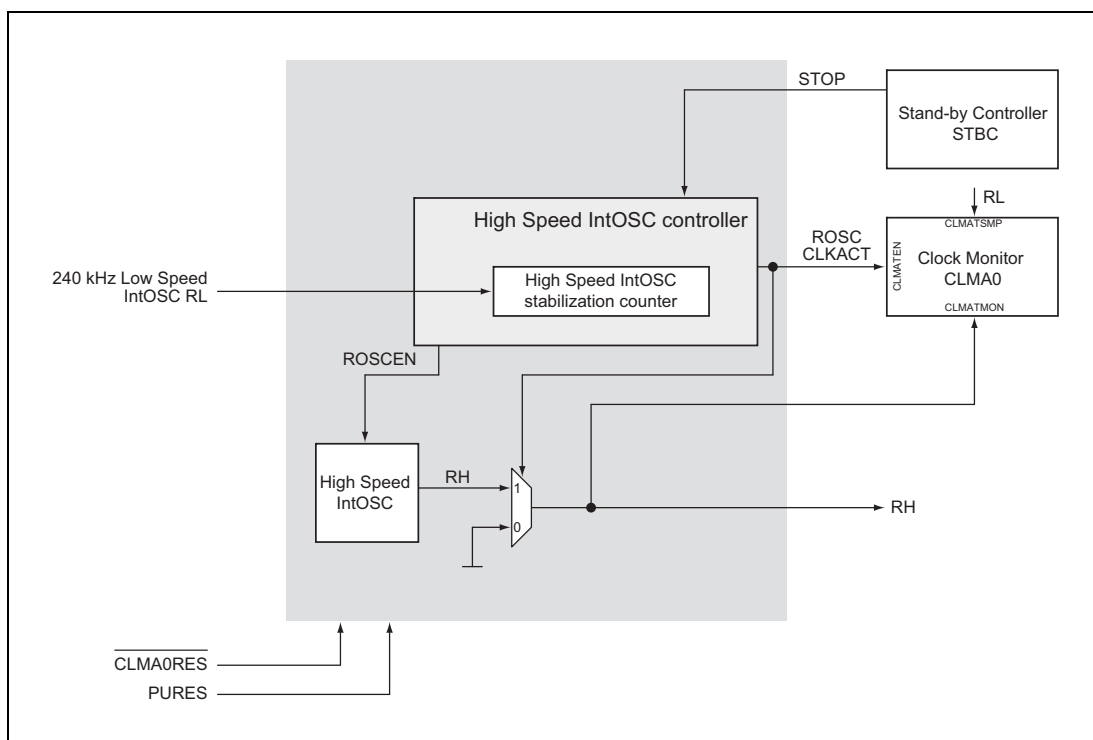 STOP
Stand-by Controller
STBC
RL
CLMATSMP
High Speed IntOSC controller
ROSC
CLKACT
CLMATEN
Clock Monitor
CLMA0
CLMATMON
240 kHz Low Speed
IntOSC RL
High Speed IntOSC
stabilization counter
ROSCEN
High Speed
IntOSC
RH
1
0
RH
CLMA0RES
PURES